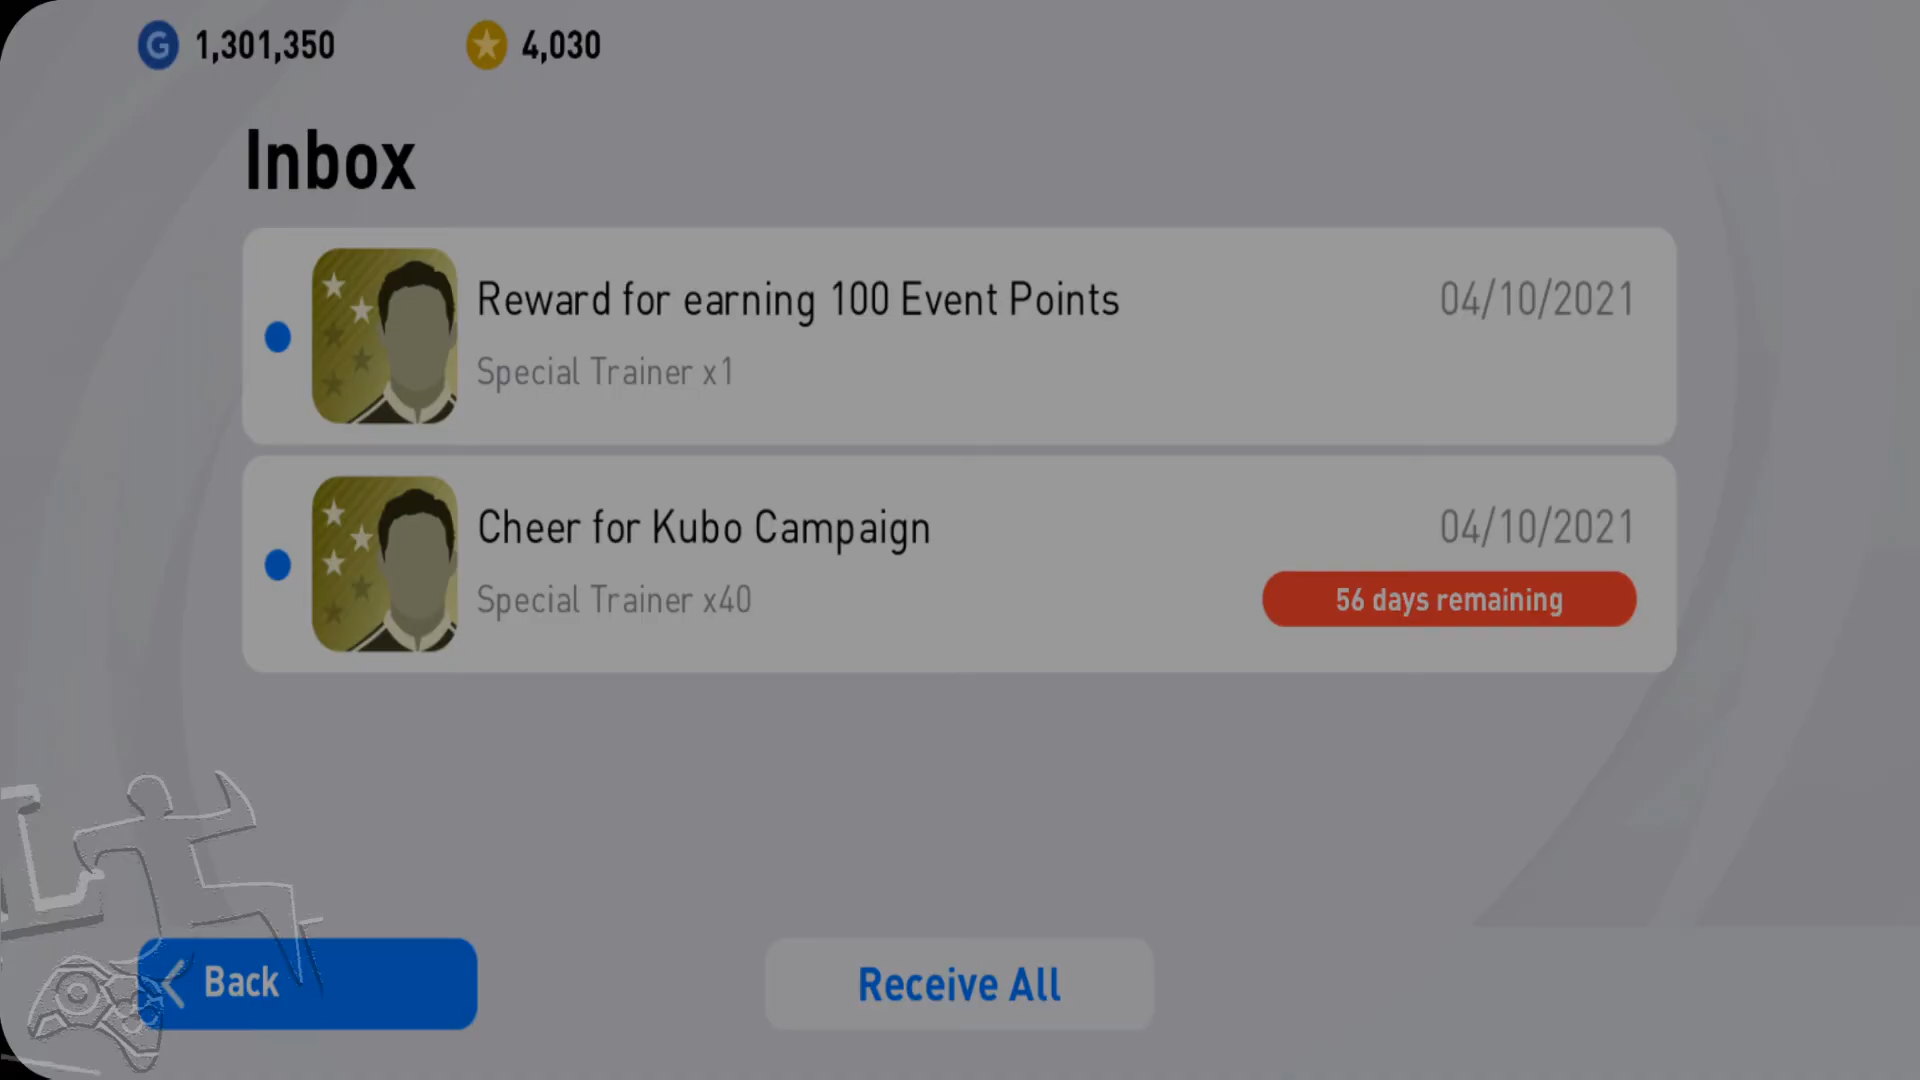 G 1,301,350 4,030
Inbox
Reward for earning 100 Event Points 04/10/2021
Special Trainer x1
Cheer for Kubo Campaign 04/10/2021
Special Trainer x40 56 days remaining
Back Receive All